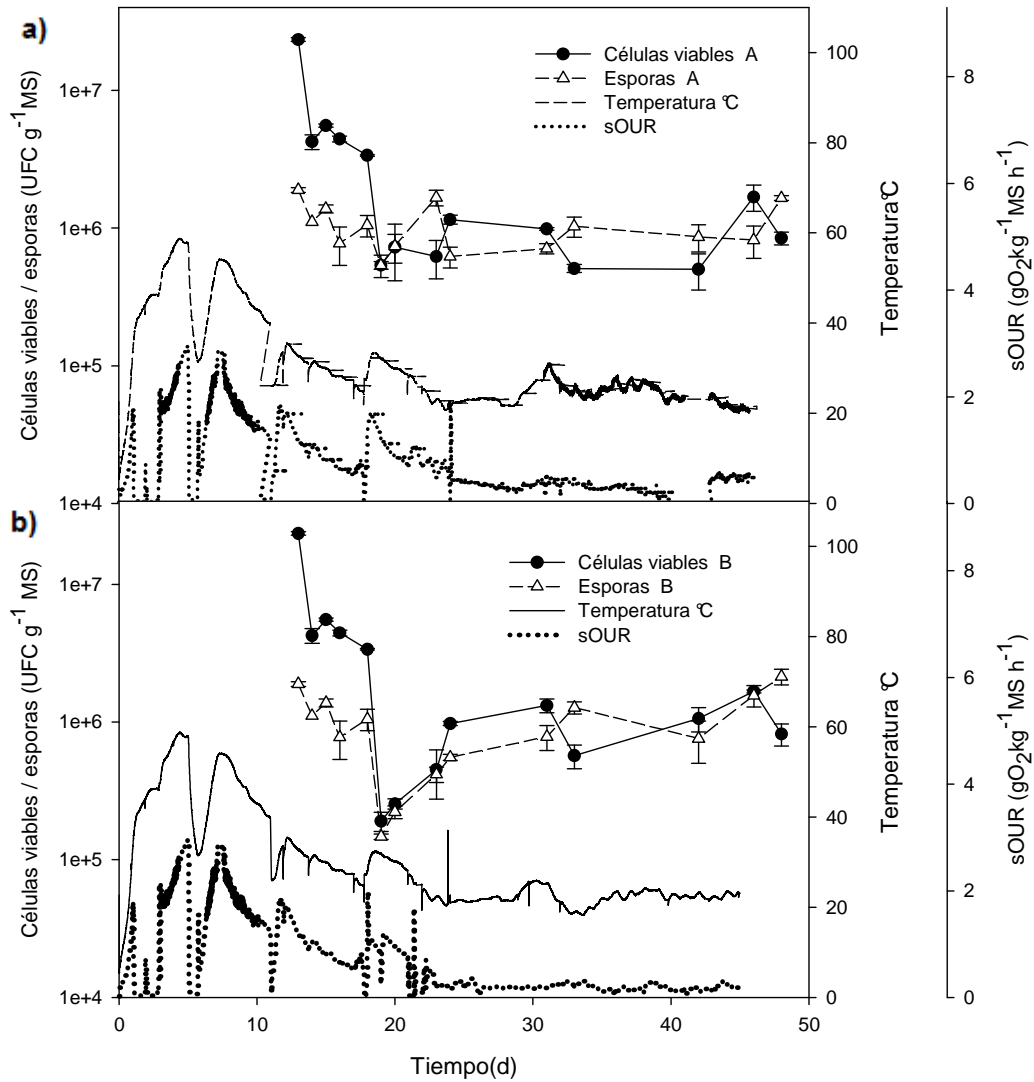 a)
Células viables / esporas (UFC g-1MS)
1e+7
1e+6
1e+5
1e+4
Células viables A
Esporas A
Temperatura °C
sOUR
100
80
60
40
20
0
Temperatura°C
8
6
4
2
0
sOUR (gO2kg-1MS h-1)
b)
Células viables / esporas (UFC g-1 MS)
1e+7
1e+6
1e+5
1e+4
Células viables B
Esporas B
Temperatura °C
sOUR
100
80
60
40
20
0
Temperatura °C
8
6
4
2
0
sOUR (gO2kg-1MS h-1)
0 10 20 30 40 50
Tiempo(d)